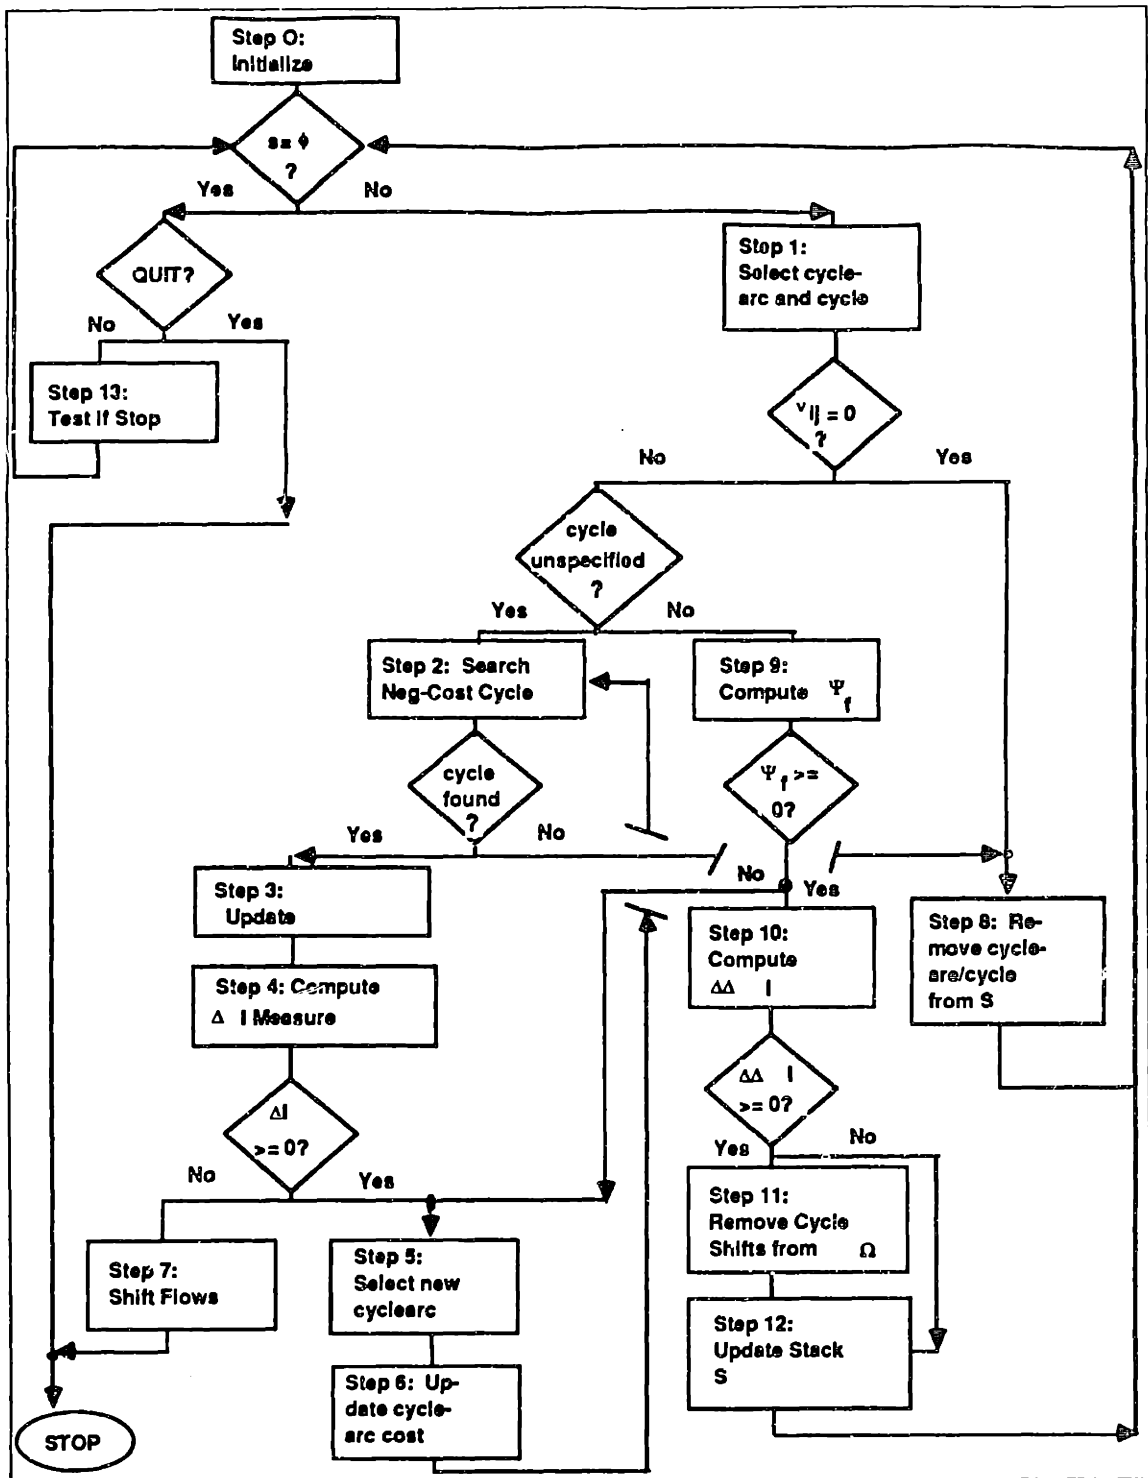 Step O:
Initialize
s = ϕ
?
Yes
No
QUIT?
No
Yes
Step 13:
Test If Stop
Stop 1:
Select cycle-
arc and cycle
v ij = 0
?
No
Yes
cycle
unspecified
?
Yes
No
Step 2: Search
Neg-Cost Cycle
Step 9:
Compute Ψ f
cycle
found
?
Ψ f >=
0?
Yes
No
No
Yes
Step 3:
Update
Step 4: Compute
Δ I Measure
Step 10:
Compute
ΔΔ I
Step 8: Re-
move cycle-
arc/cycle
from S
ΔI
>= 0?
ΔΔ I
>= 0?
No
Yes
Yes
No
Step 7:
Shift Flows
Step 5:
Select new
cyclearc
Step 11:
Remove Cycle
Shifts from Ω
Step 6: Up-
date cycle-
arc cost
Step 12:
Update Stack
S
STOP